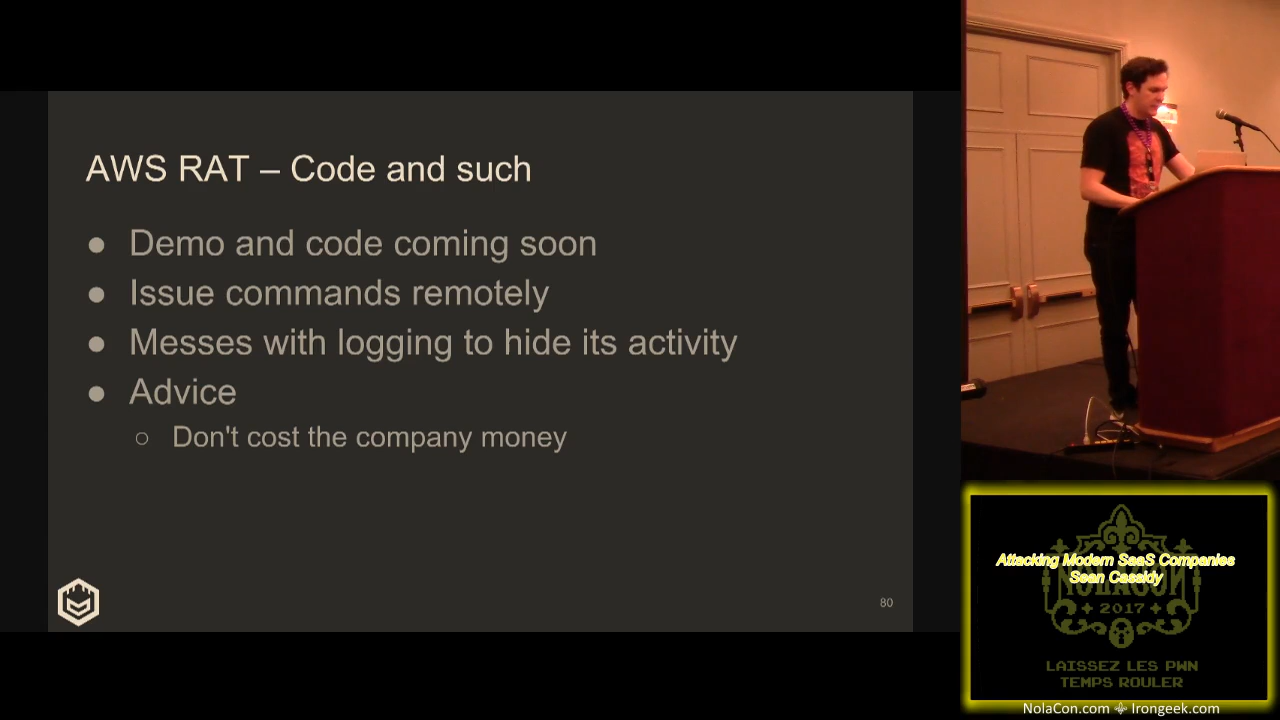 AWS RAT – Code and such
● Demo and code coming soon
● Issue commands remotely
● Messes with logging to hide its activity
● Advice
○ Don't cost the company money
80
Attacking Modern SaaS Companies
Sean Cassidy
NOLACON
2017
LAISSEZ LES PWN
TEMPS ROULER
NolaCon.com ⚜ Irongeek.com